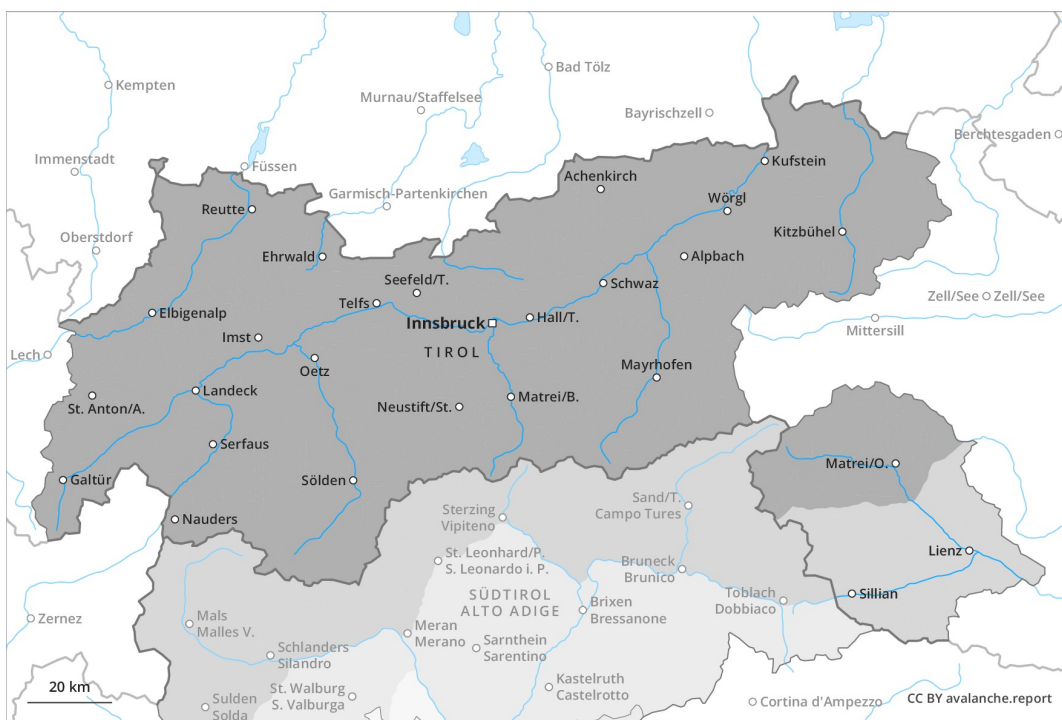 Kempten
Bad Tölz
Murnau/Staffelsee
Bayrischzell
Berchtesgaden
Immenstadt
Füssen
Kufstein
Achenkirch
Garmisch-Partenkirchen
Wörgl
Reutte
Oberstdorf
Kitzbühel
Ehrwald
Alpbach
Seefeld/T.
Schwaz
Telfs
Zell/See
Zell/See
Elbigenalp
Innsbruck
Hall/T.
Mittersill
Imst
TIROL
Lech
Oetz
Mayrhofen
Landeck
Matrei/B.
St. Anton/A.
Neustift/St.
Serfaus
Matrei/O.
Galtür
Sölden
Sand/T.
Campo Tures
Nauders
Sterzing
Vipiteno
Lienz
St. Leonhard/P.
S. Leonardo i. P.
Bruneck
Brunico
Sillian
SÜDTIROL
ALTO ADIGE
Toblach
Dobbiaco
Brixen
Bressanone
Zernez
Mals
Malles V.
Meran
Merano
Sarnthein
Sarentino
Schlanders
Silandro
20 km
St. Walburg
S. Valburga
Kastelruth
Castelrotto
Sulden
Solda
Cortina d'Ampezzo
CC BY avalanche.report